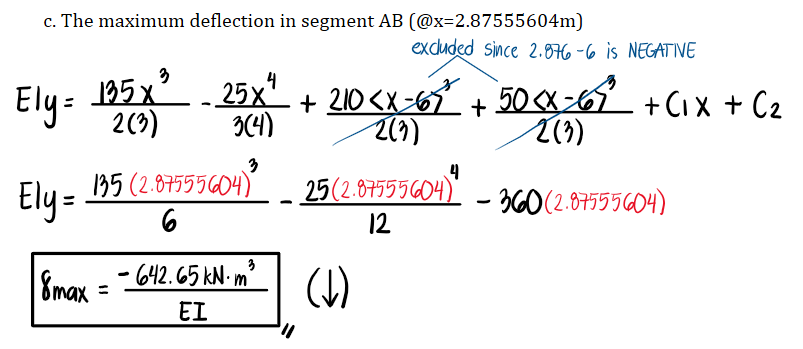 c. The maximum deflection in segment AB (@x=2.87555604m)
excluded since 2.876-6 is NEGATIVE
EIy = 135x³/2(3) - 25x⁴/3(4) + 210<x-6>³/2(3) + 50<x-6>³/2(3) + C1x + C2
EIy = 135(2.87555604)³/6 - 25(2.87555604)⁴/12 - 360(2.87555604)
δmax = -642.65 kN·m³/EI (↓)